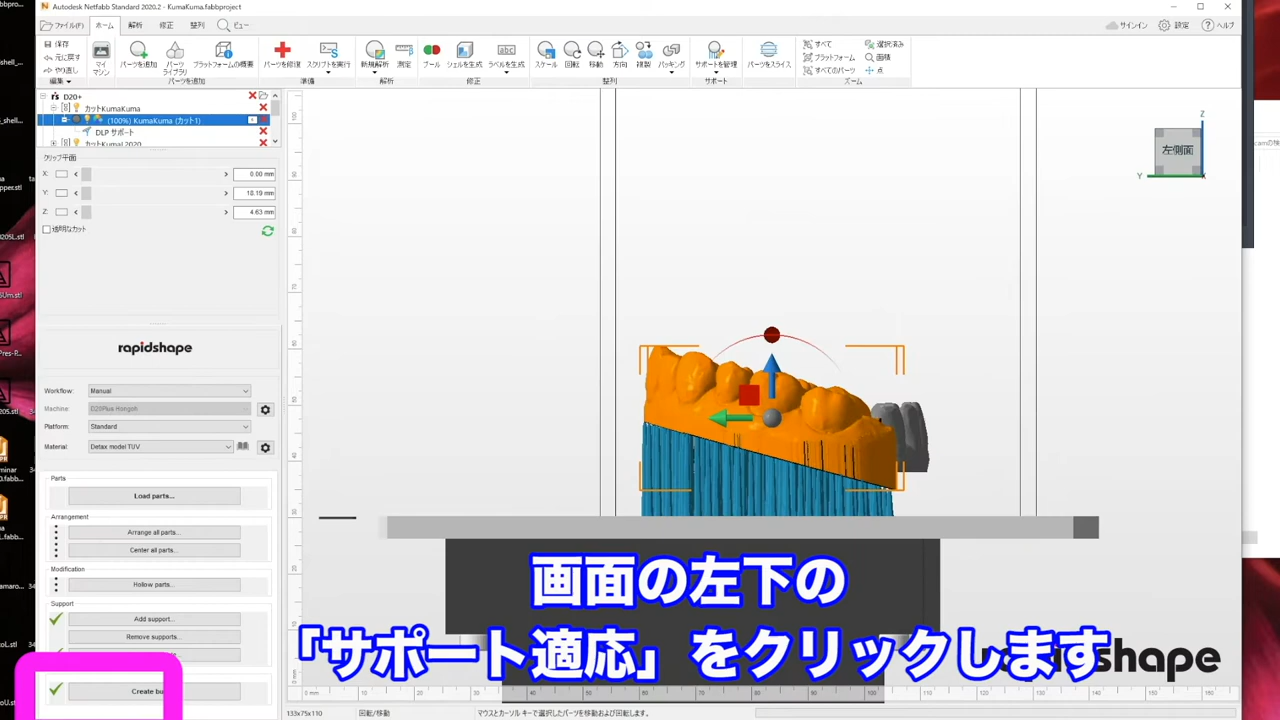 Autodesk Netfabb Standard 2020.2 - KumaKuma.fabbproject
ファイル(F) ホーム 解析 修正 整列 ビュー サインイン 設定 ヘルプ
保存
元に戻す
やり直し
編集
マイマシン
パーツを追加
パーツライブラリ
プラットフォームの概要
パーツを追加
パーツを修復
スクリプトを実行
準備
新規解析
測定
解析
ブール
シェルを生成
ラベルを生成
修正
スケール
回転
移動
方向
複製
パッキング
整列
サポートを管理
サポート
パーツをスライス
すべて
プラットフォーム
すべてのパーツ
選択済み
面積
点
ズーム
D20+
カットKumaKuma
(100%) KumaKuma (カット1)
DLP サポート
クリップ平面
X: 0.00 mm
Y: 18.19 mm
Z: 4.63 mm
透明なカット
rapidshape
Workflow: Manual
Machine: D20Plus Hongoh
Platform: Standard
Material: Detax model TUV
Parts
Load parts...
Arrangement
Arrange all parts...
Center all parts...
Modification
Hollow parts...
Support
Add support...
Remove supports...
Create bu
左側面
Z
Y
X
画面の左下の
「サポート適応」をクリックします
rapidshape
133x75x110 回転/移動 マウスとカーソル キーで選択したパーツを移動および回転します。